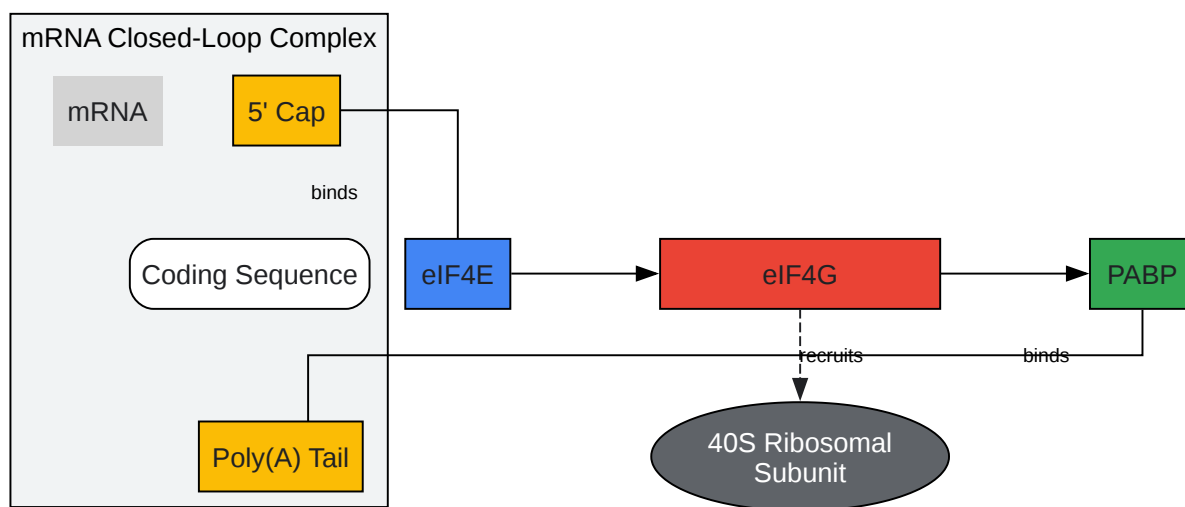 mRNA Closed-Loop Complex
mRNA
5' Cap
binds
Coding Sequence
eIF4E
eIF4G
PABP
recruits
binds
Poly(A) Tail
40S Ribosomal
Subunit